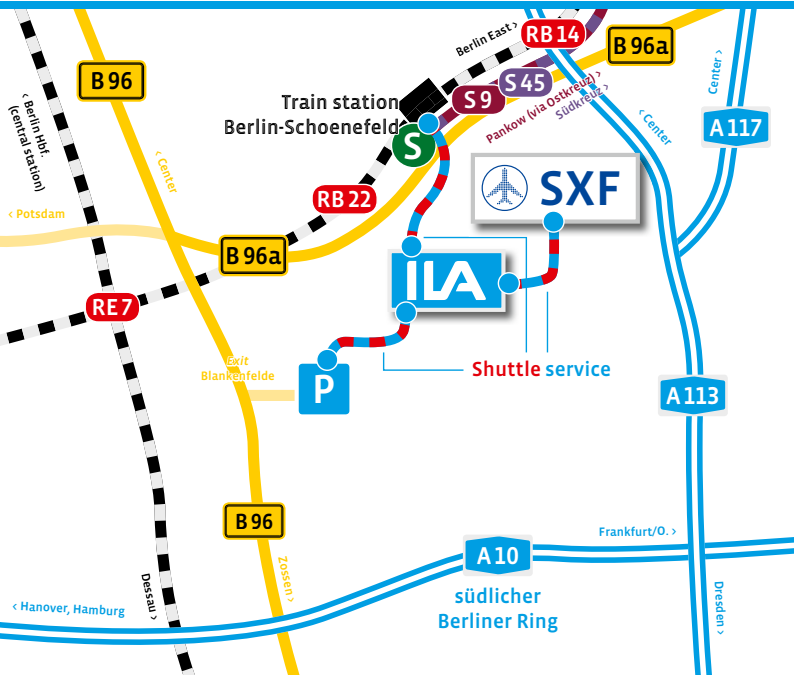 Berlin East ›
RB 14
B 96a
B 96
S 45
S 9
Train station
Berlin-Schoenefeld
S
Pankow (via Ostkreuz) ›
Südkreuz ›
‹ Center
Center ›
A 117
‹ Berlin Hbf.
(central station)
‹ Center
SXF
RB 22
‹ Potsdam
B 96a
ILA
RE 7
Exit
Blankenfelde
P
Shuttle service
A 113
B 96
Frankfurt/O. ›
A 10
südlicher
Berliner Ring
Zossen ›
Dessau ›
‹ Hanover, Hamburg
Dresden ›